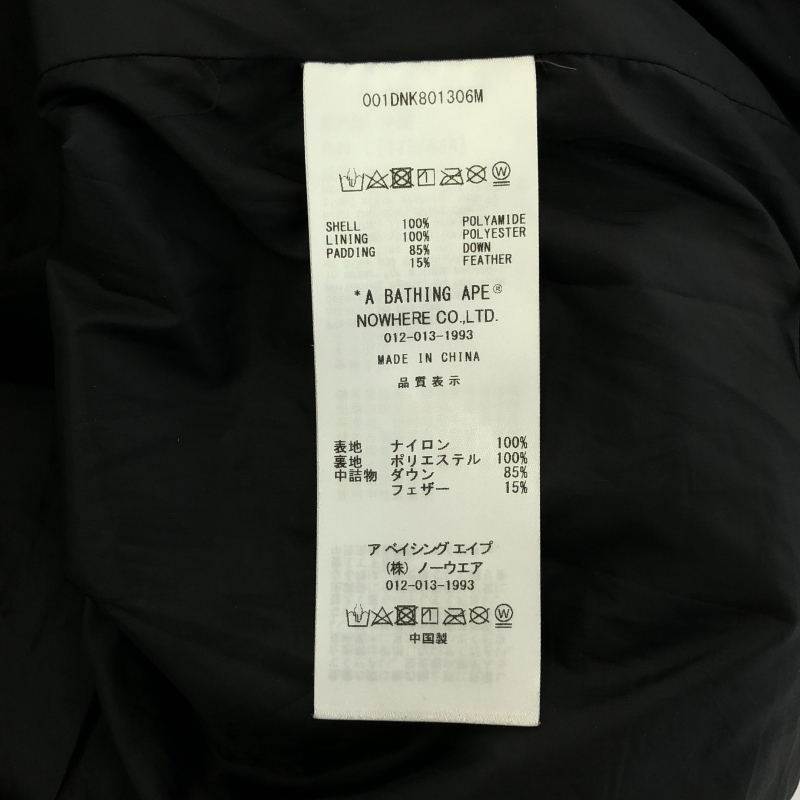 001DNK801306M
SHELL 100% POLYAMIDE
LINING 100% POLYESTER
PADDING 85% DOWN
15% FEATHER
*A BATHING APE®
NOWHERE CO.,LTD.
012-013-1993
MADE IN CHINA
品質表示
表地 ナイロン 100%
裏地 ポリエステル 100%
中詰物 ダウン 85%
フェザー 15%
ア ベイシング エイプ
(株) ノーウエア
012-013-1993
中国製